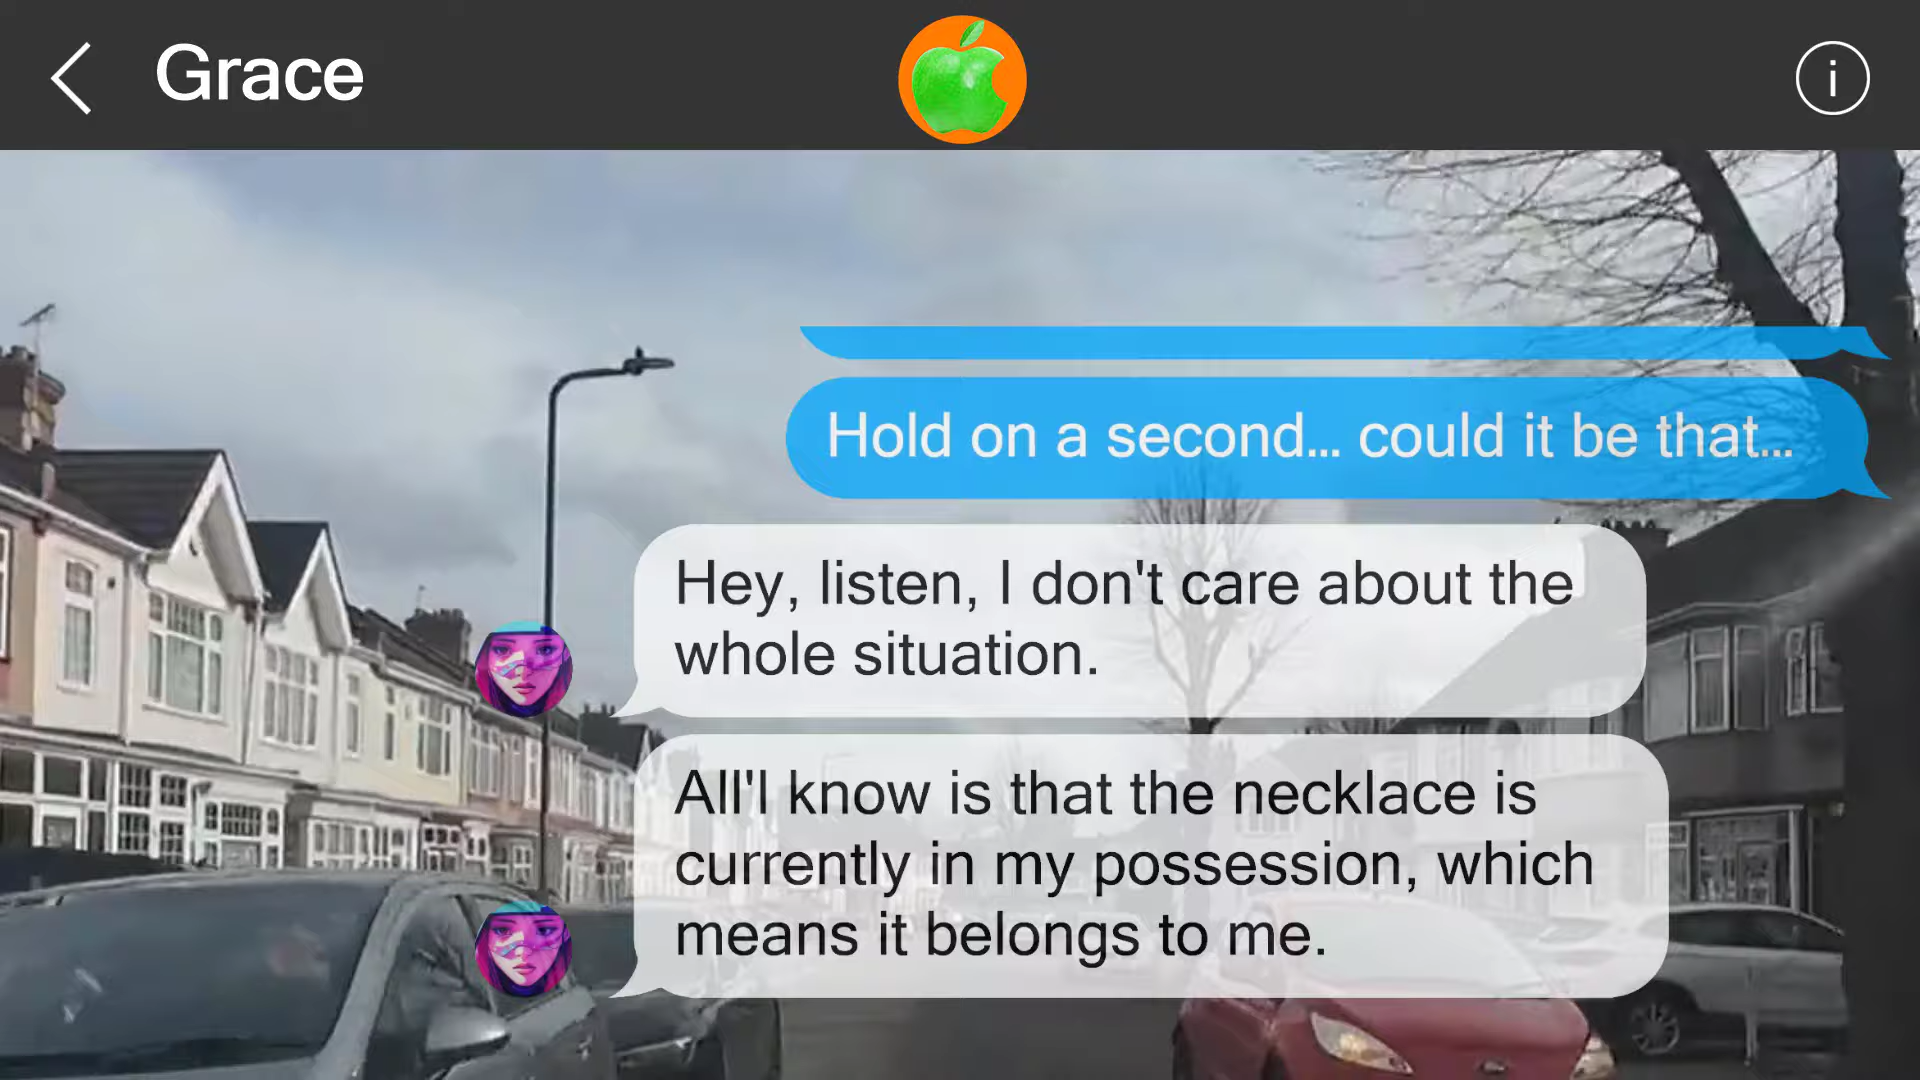 Grace
i
Hold on a second... could it be that...
Hey, listen, I don't care about the
whole situation.
All'l know is that the necklace is
currently in my possession, which
means it belongs to me.